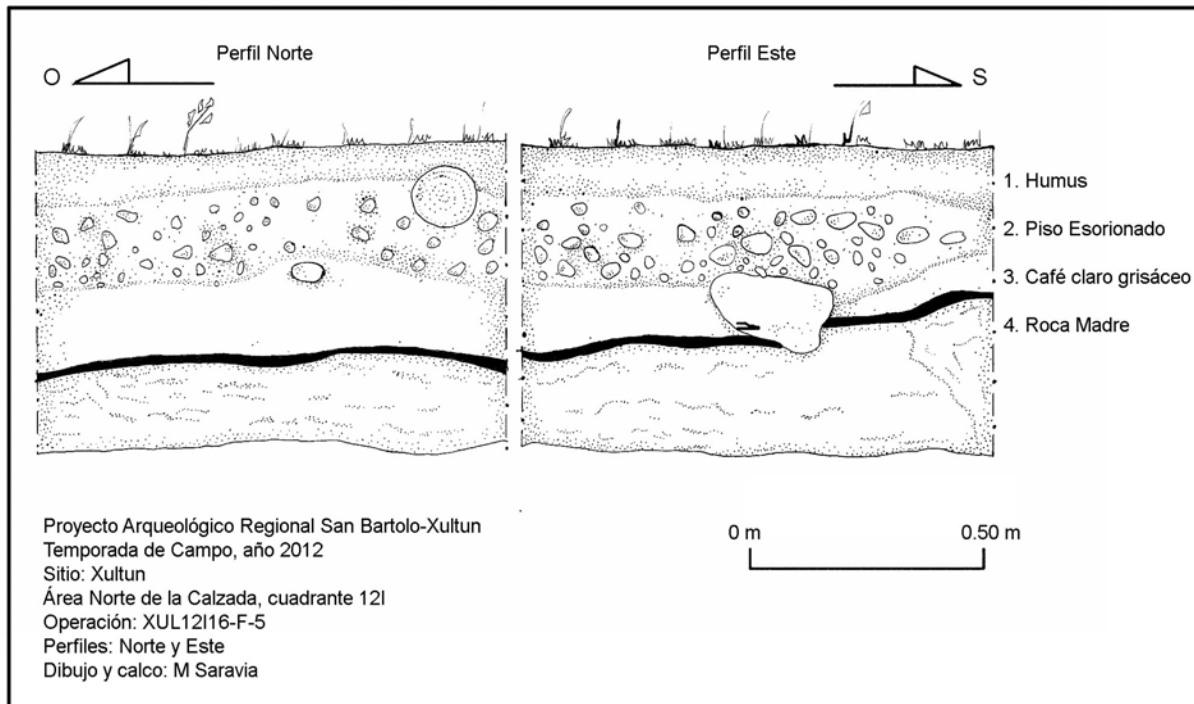 Perfil Norte
Perfil Este
O
S
1. Humus
2. Piso Esorionado
3. Café claro grisáceo
4. Roca Madre
Proyecto Arqueológico Regional San Bartolo-Xultun
Temporada de Campo, año 2012
Sitio: Xultun
Área Norte de la Calzada, cuadrante 12I
Operación: XUL12I16-F-5
Perfiles: Norte y Este
Dibujo y calco: M Saravia
0 m
0.50 m